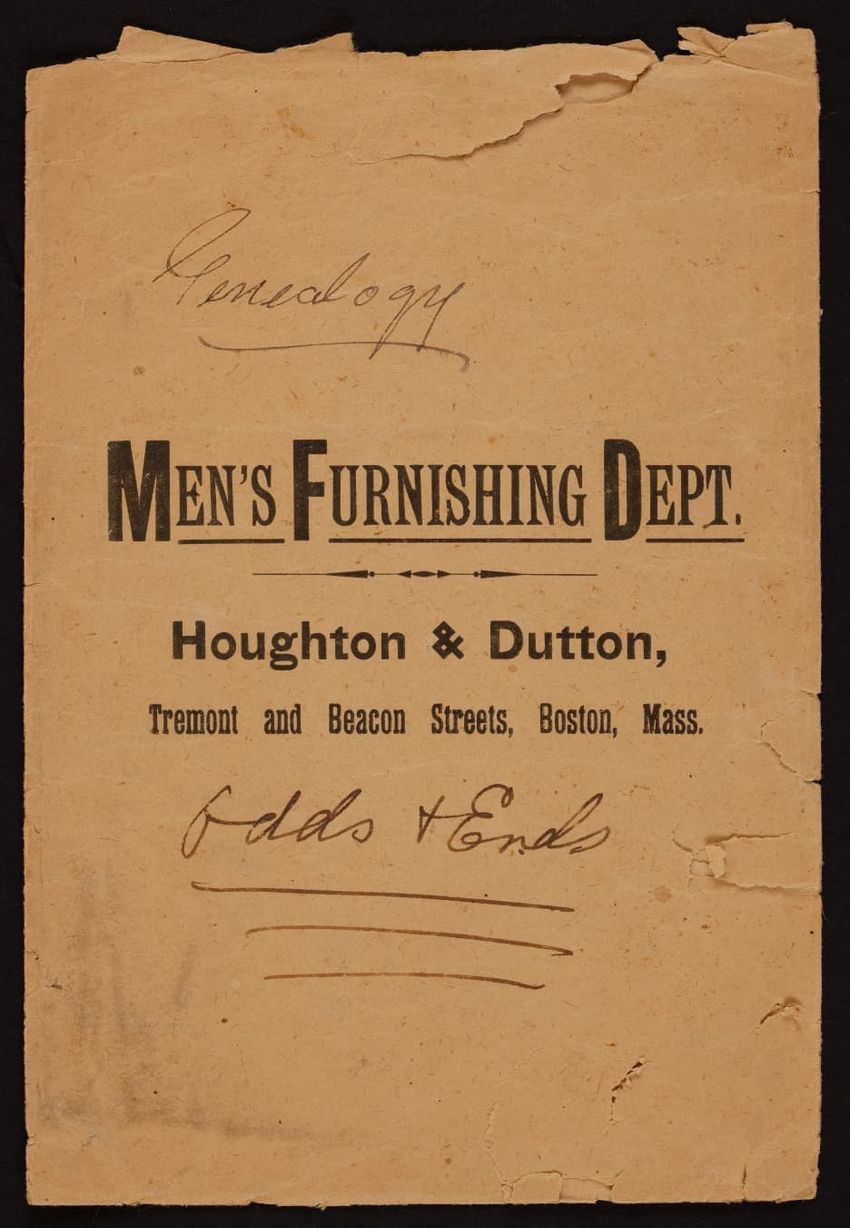 Genealogy
MEN'S FURNISHING DEPT.
Houghton & Dutton,
Tremont and Beacon Streets, Boston, Mass.
Odds & Ends